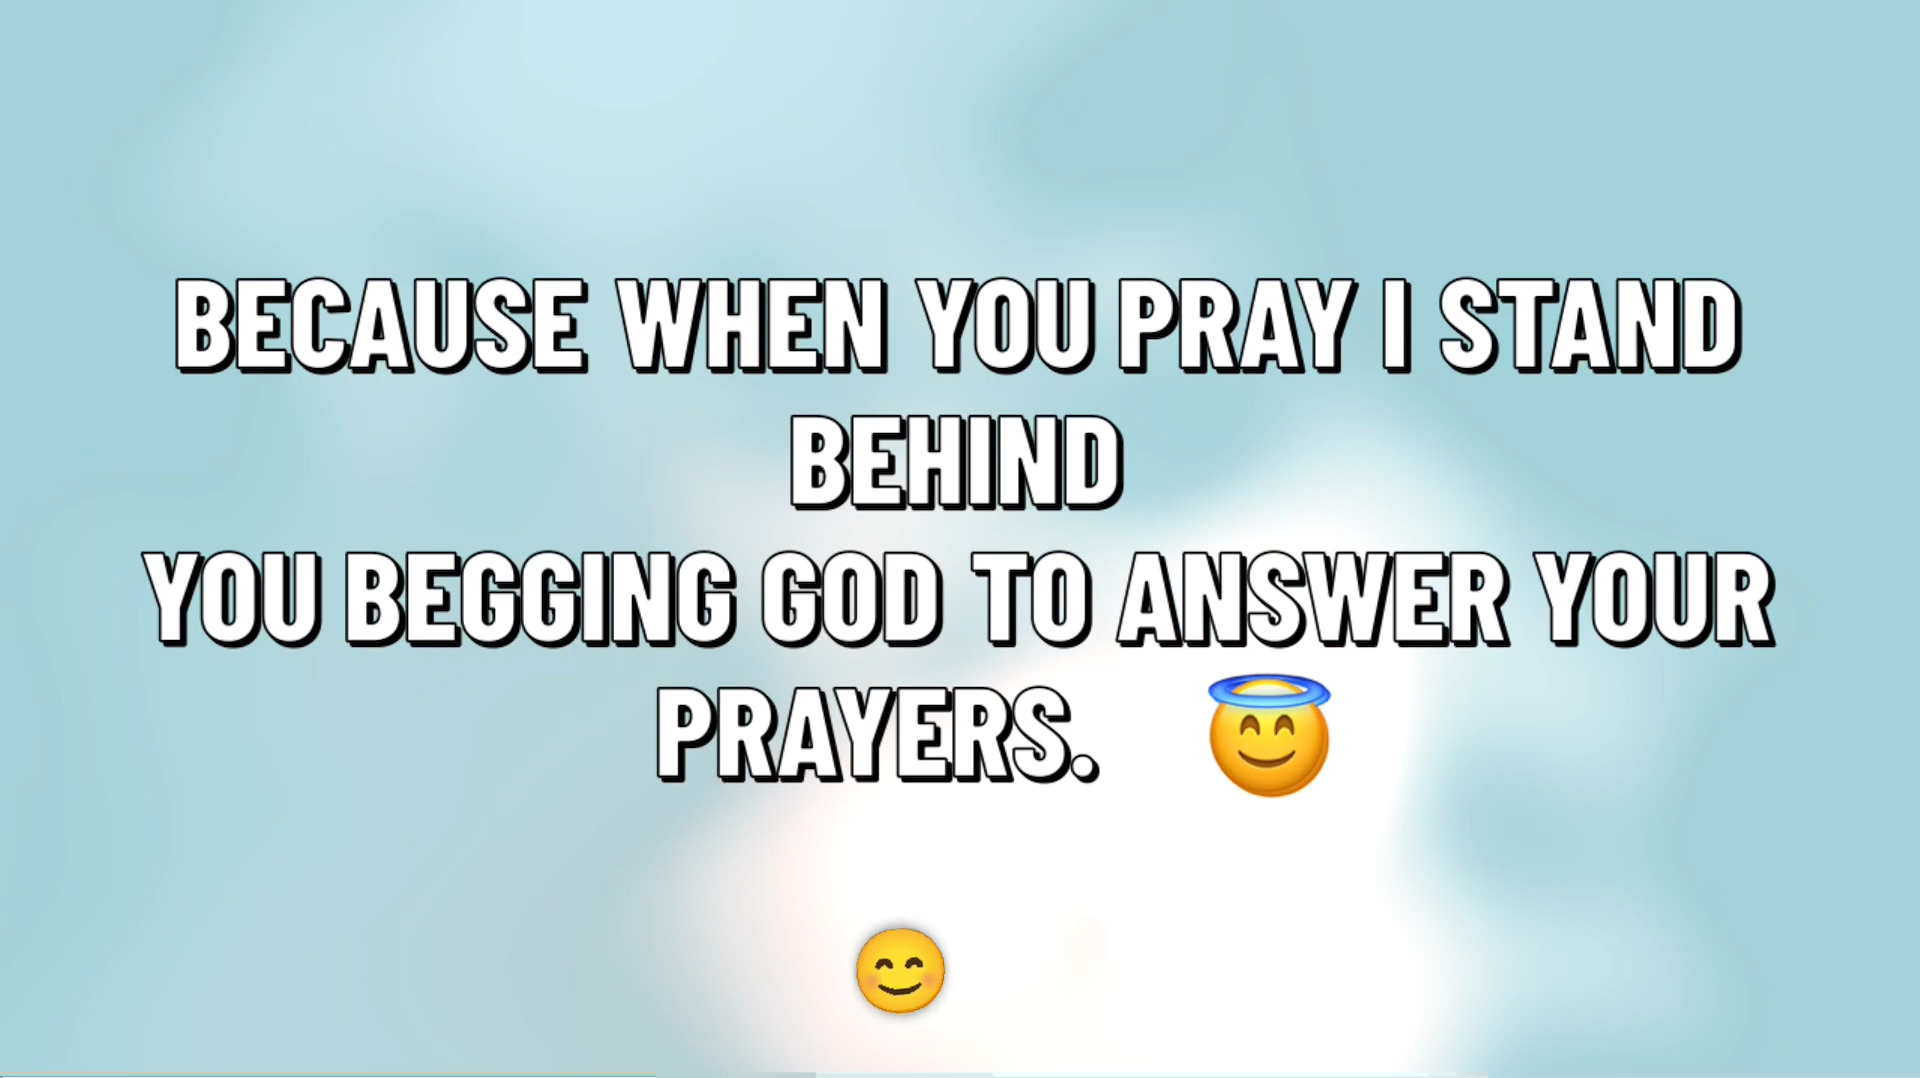 BECAUSE WHEN YOU PRAY I STAND
BEHIND
YOU BEGGING GOD TO ANSWER YOUR
PRAYERS. 😇
😊